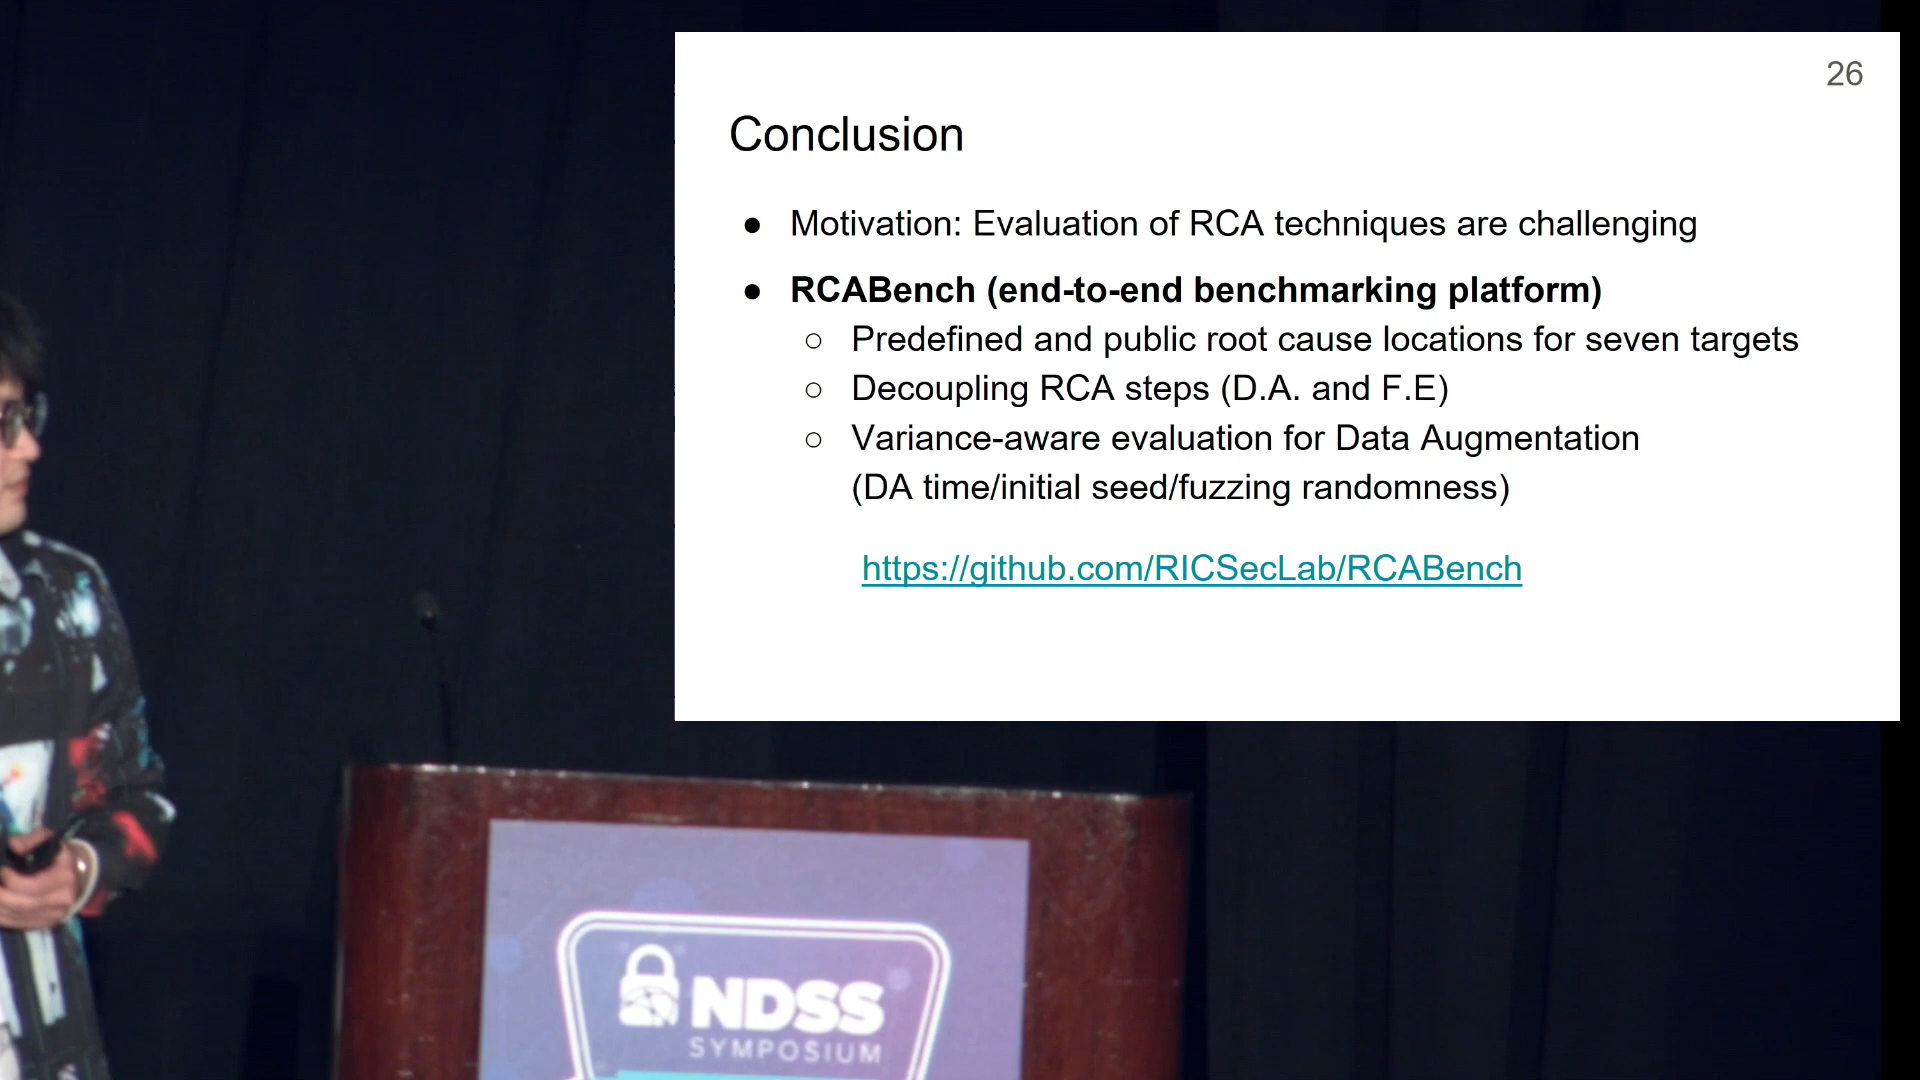 26
Conclusion
● Motivation: Evaluation of RCA techniques are challenging
● RCABench (end-to-end benchmarking platform)
○ Predefined and public root cause locations for seven targets
○ Decoupling RCA steps (D.A. and F.E)
○ Variance-aware evaluation for Data Augmentation
(DA time/initial seed/fuzzing randomness)
https://github.com/RICSecLab/RCABench
NDSS
SYMPOSIUM